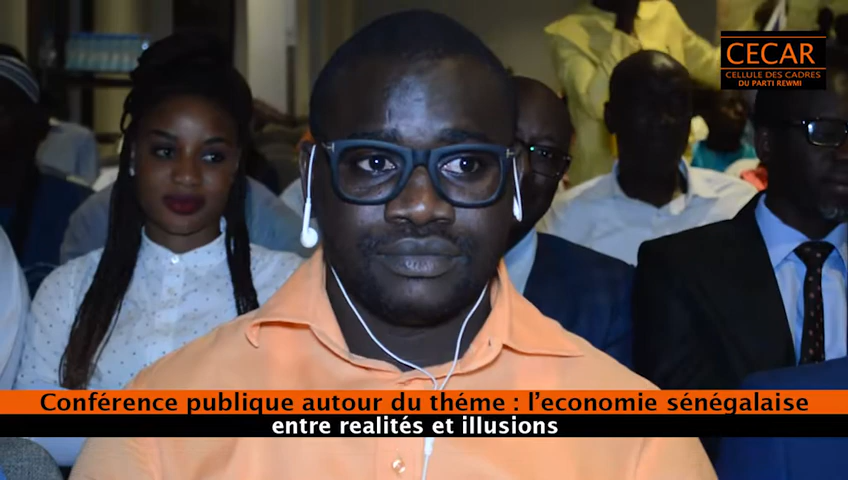 CECAR
CELLULE DES CADRES
DU PARTI REWMI
Conférence publique autour du théme : l'economie sénégalaise
entre realités et illusions